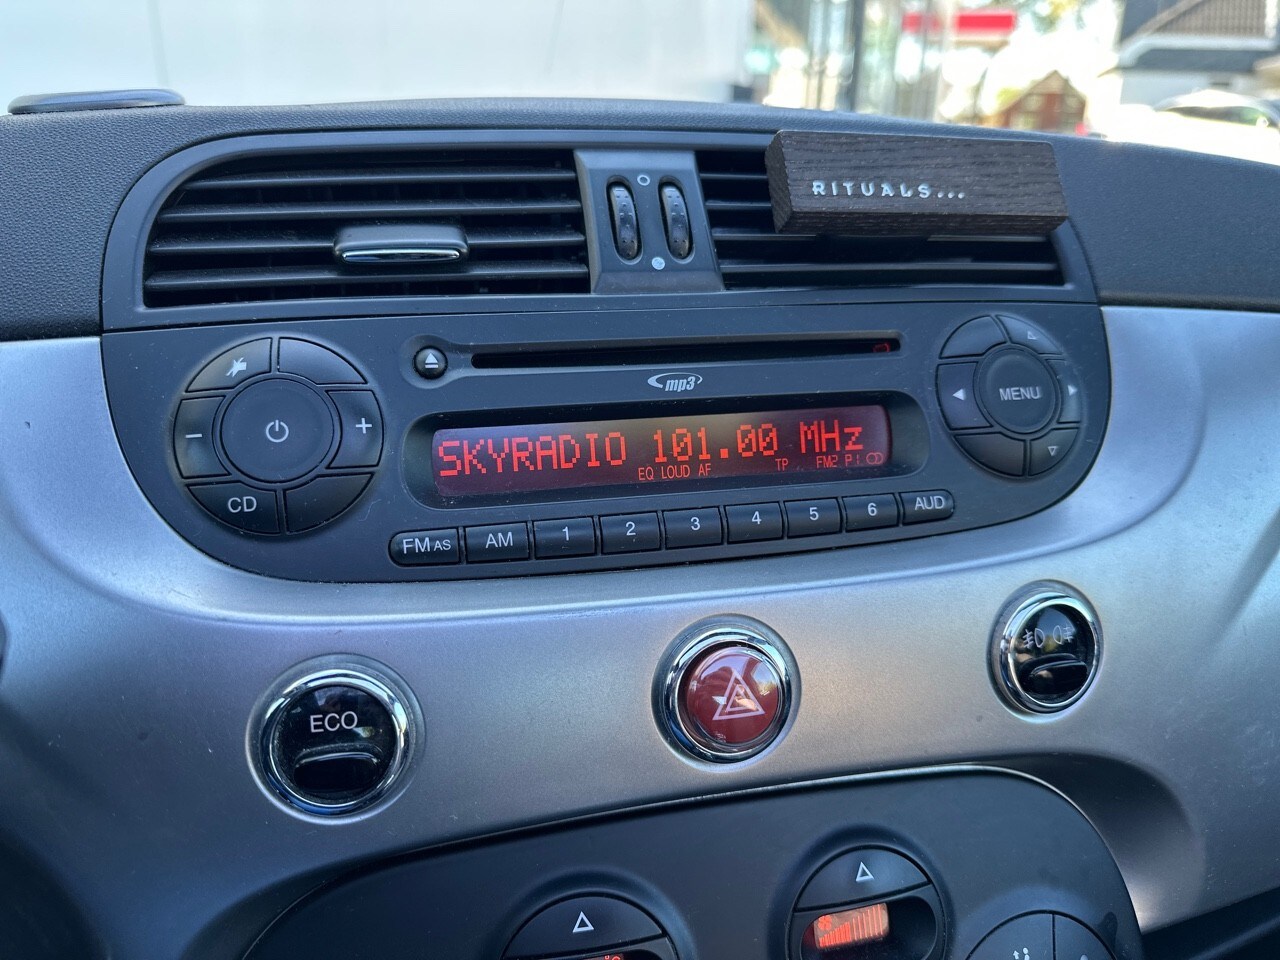 RITUALS...
mp3
MENU
SKYRADIO 101.00 MHz
EQ LOUD AF TP FM2 P1
CD
FM AS AM 1 2 3 4 5 6 AUD
ECO